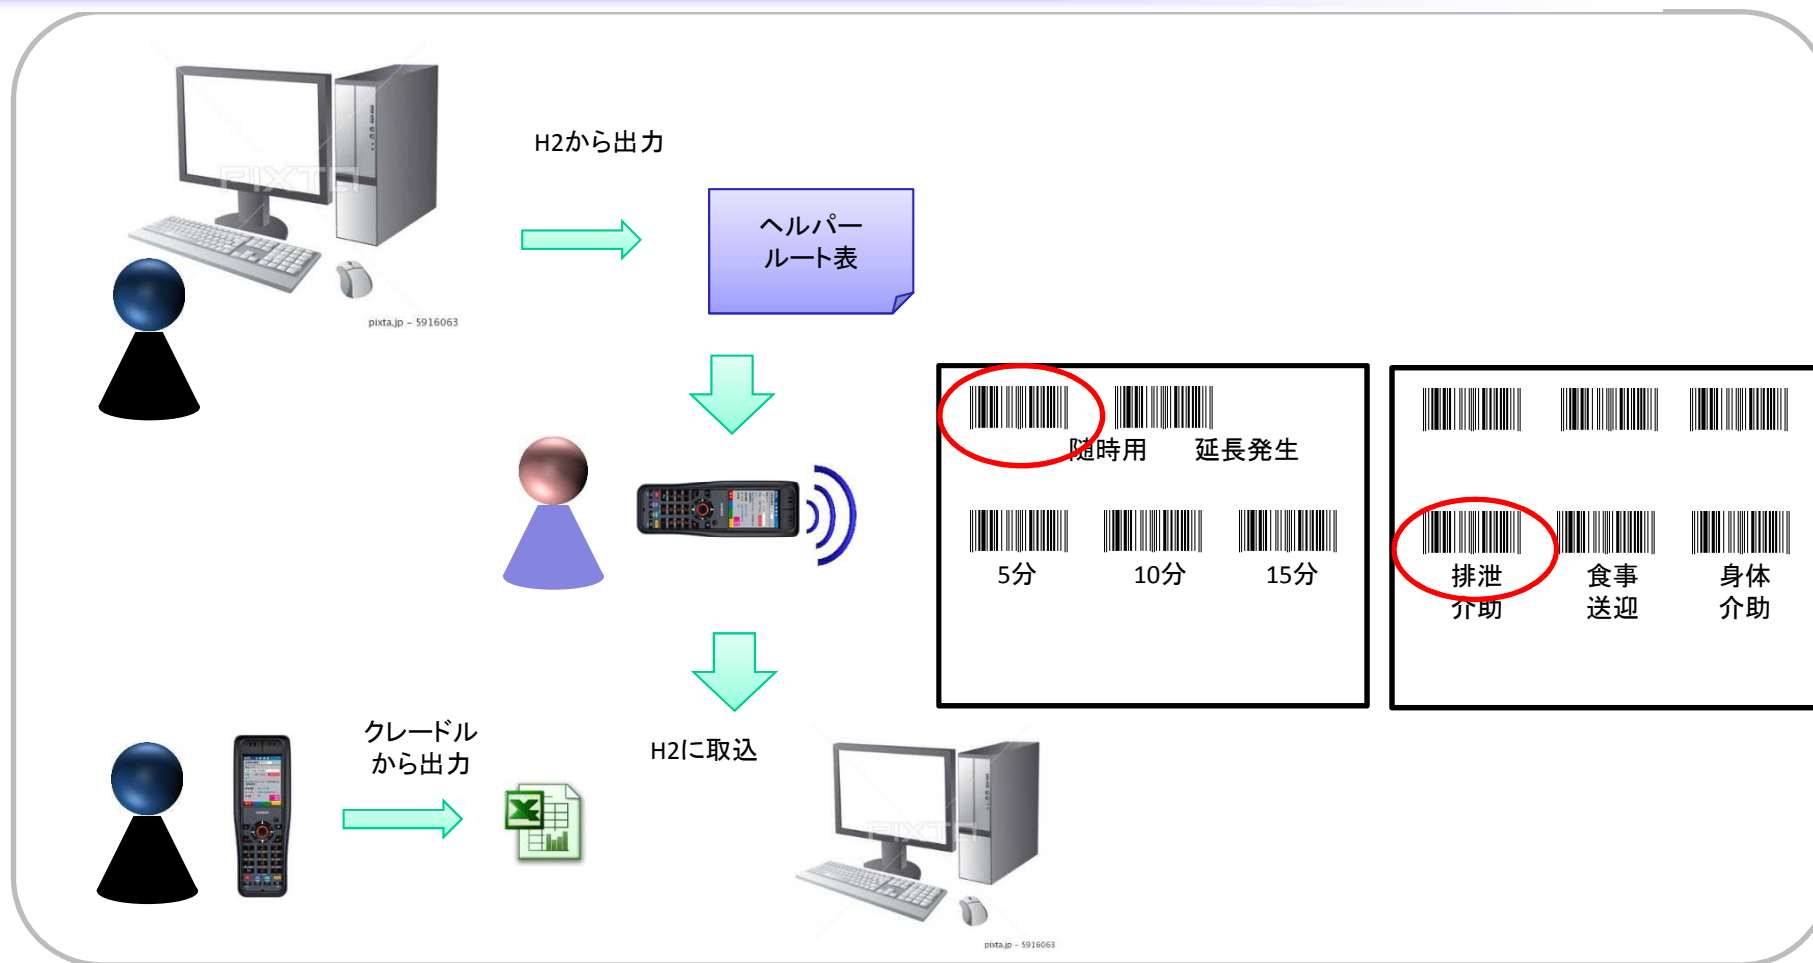 H2から出力
ヘルパー
ルート表
PIXTA
pixta.jp - 5916063
随時用 延長発生
5分 10分 15分
排泄 食事 身体
介助 送迎 介助
クレードル
から出力
H2に取込
PIXTA
pixta.jp - 5916063